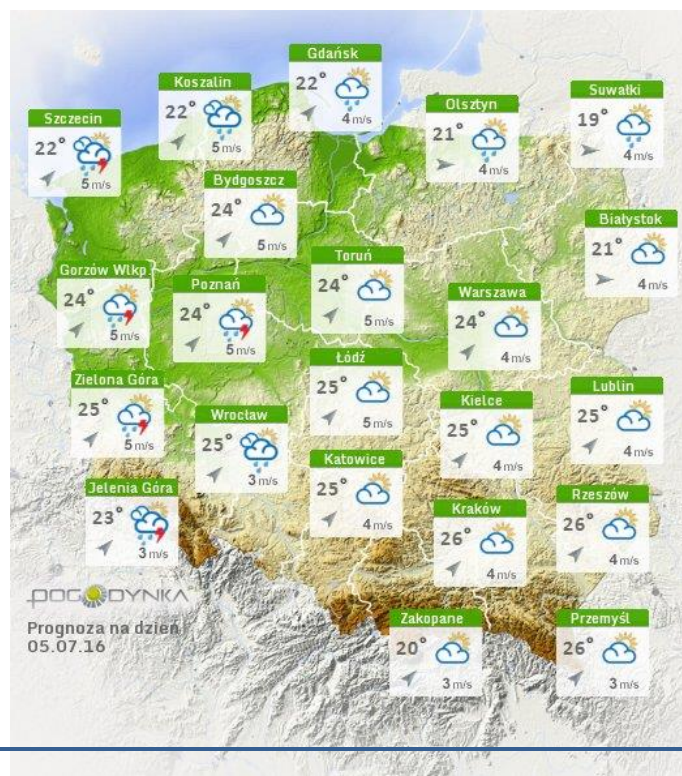 Gdańsk
22°
4 m/s
Koszalin
22°
5 m/s
Suwałki
19°
4 m/s
Olsztyn
21°
4 m/s
Szczecin
22°
5 m/s
Bydgoszcz
24°
5 m/s
Białystok
21°
4 m/s
Toruń
24°
5 m/s
Gorzów Wlkp.
24°
5 m/s
Poznań
24°
5 m/s
Warszawa
24°
4 m/s
Łódź
25°
5 m/s
Zielona Góra
25°
5 m/s
Lublin
25°
4 m/s
Kielce
25°
4 m/s
Wrocław
25°
3 m/s
Katowice
25°
4 m/s
Jelenia Góra
23°
3 m/s
Rzeszów
26°
4 m/s
Kraków
26°
4 m/s
POGODYNKA
Prognoza na dzień
05.07.16
Zakopane
20°
3 m/s
Przemyśl
26°
3 m/s